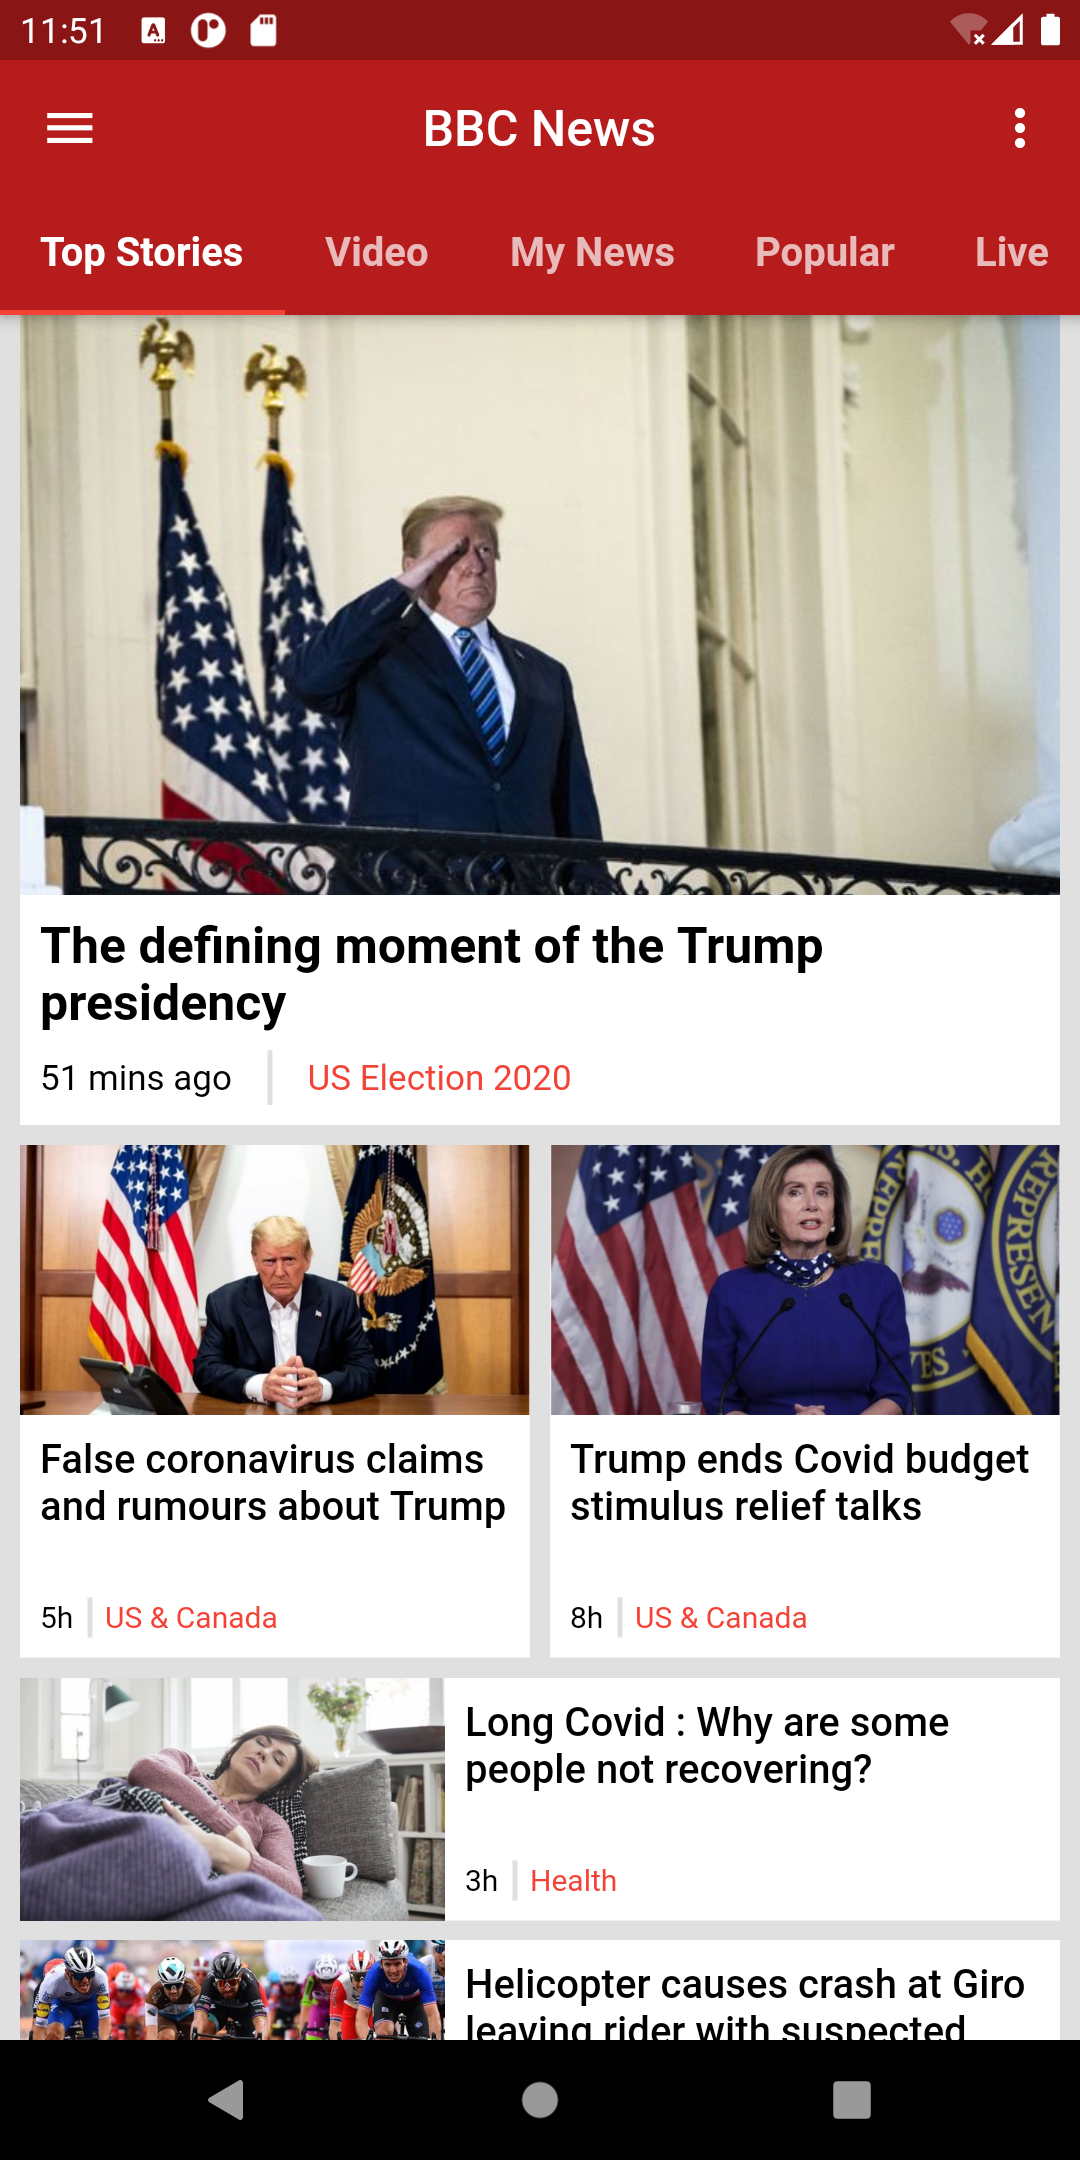 11:51
BBC News
Top Stories Video My News Popular Live
The defining moment of the Trump
presidency
51 mins ago US Election 2020
False coronavirus claims
and rumours about Trump
5h US & Canada
Trump ends Covid budget
stimulus relief talks
8h US & Canada
Long Covid : Why are some
people not recovering?
3h Health
Helicopter causes crash at Giro
leaving rider with suspected